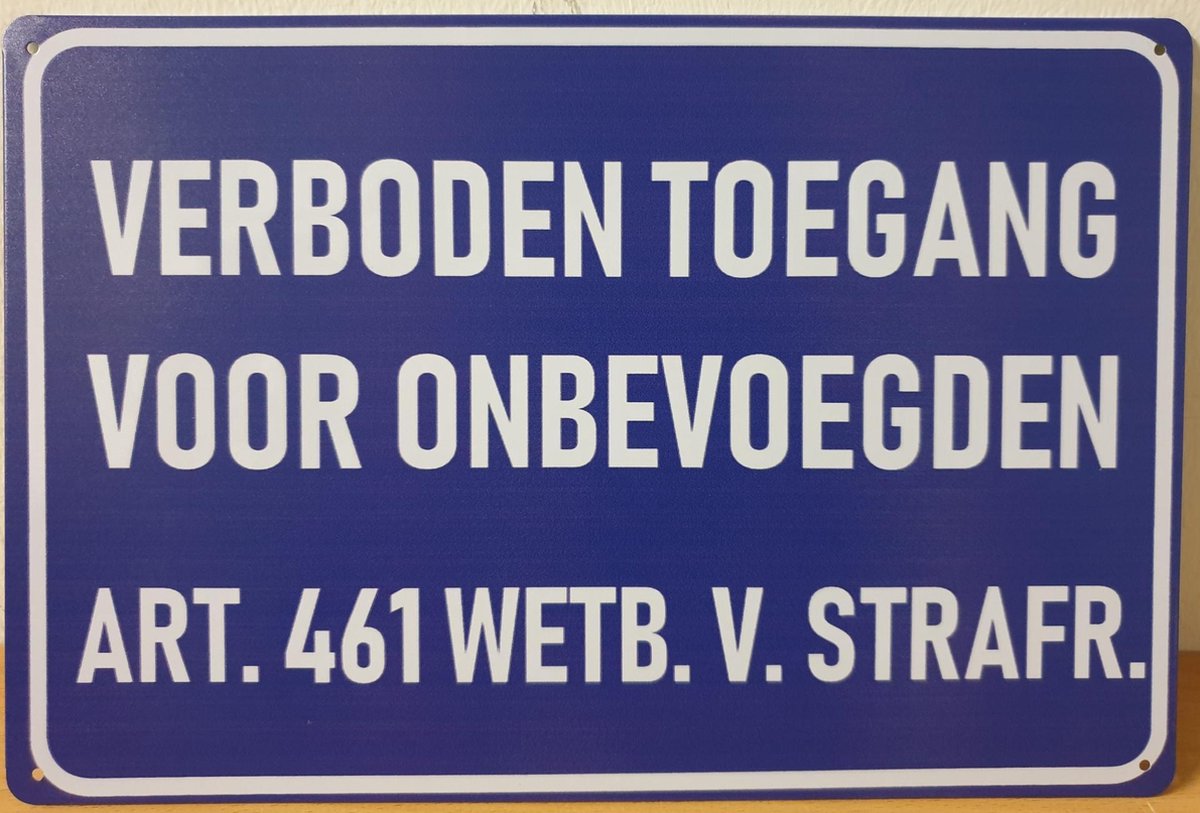 VERBODEN TOEGANG
VOOR ONBEVOEGDEN
ART. 461 WETB. V. STRAFR.